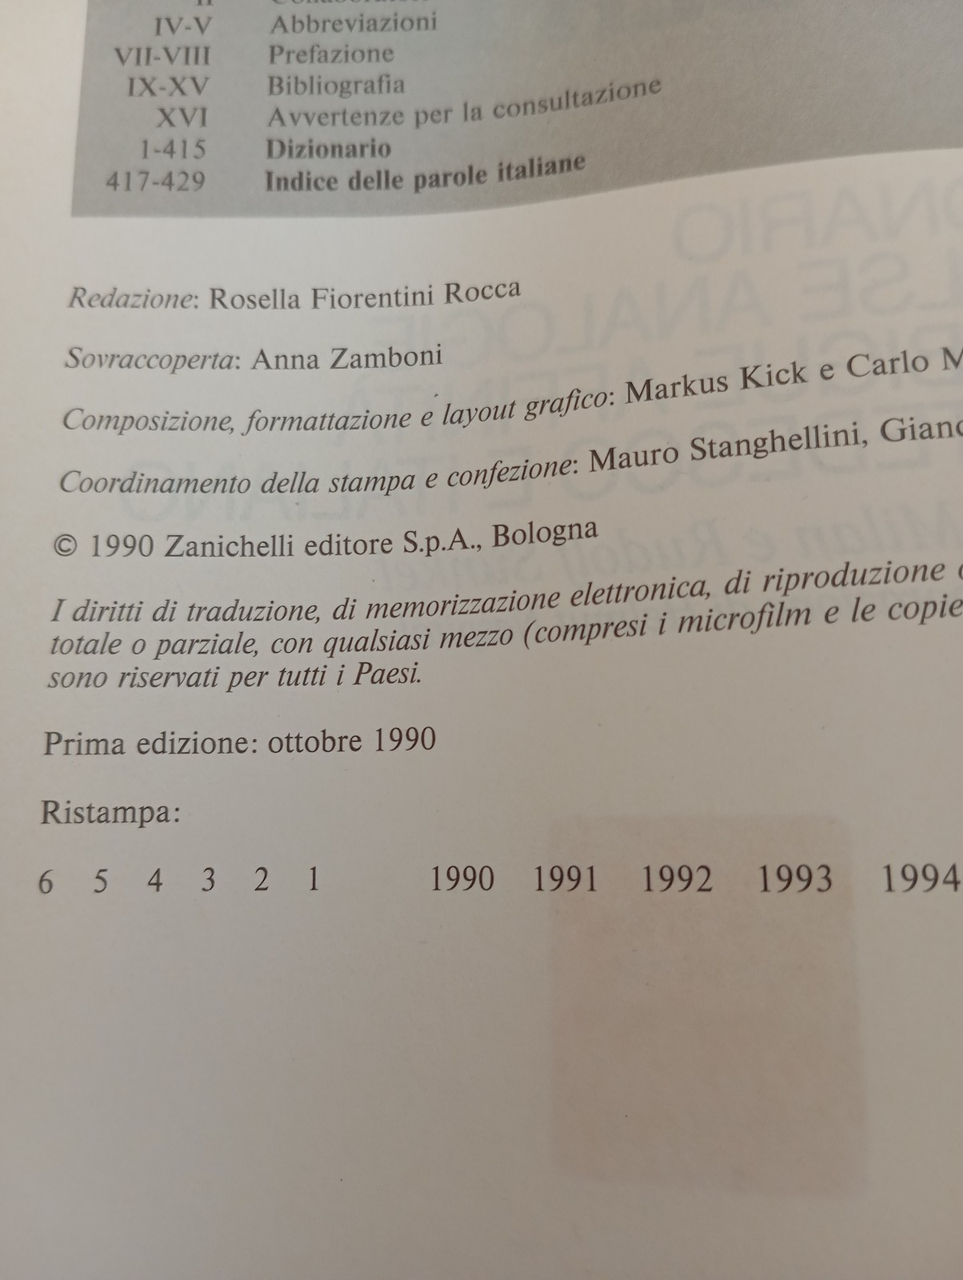 IV-V Abbreviazioni
VII-VIII Prefazione
IX-XV Bibliografia
XVI Avvertenze per la consultazione
1-415 Dizionario
417-429 Indice delle parole italiane
Redazione: Rosella Fiorentini Rocca
Sovraccoperta: Anna Zamboni
Composizione, formattazione e layout grafico: Markus Kick e Carlo M
Coordinamento della stampa e confezione: Mauro Stanghellini, Gianc
© 1990 Zanichelli editore S.p.A., Bologna
I diritti di traduzione, di memorizzazione elettronica, di riproduzione
totale o parziale, con qualsiasi mezzo (compresi i microfilm e le copie
sono riservati per tutti i Paesi.
Prima edizione: ottobre 1990
Ristampa:
6 5 4 3 2 1 1990 1991 1992 1993 1994